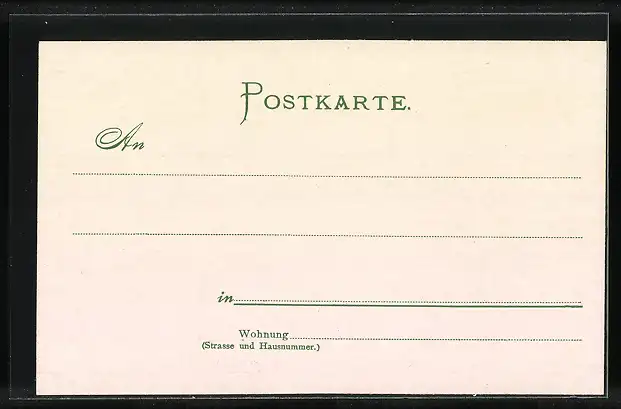 POSTKARTE.
An
in
Wohnung
(Strasse und Hausnummer.)